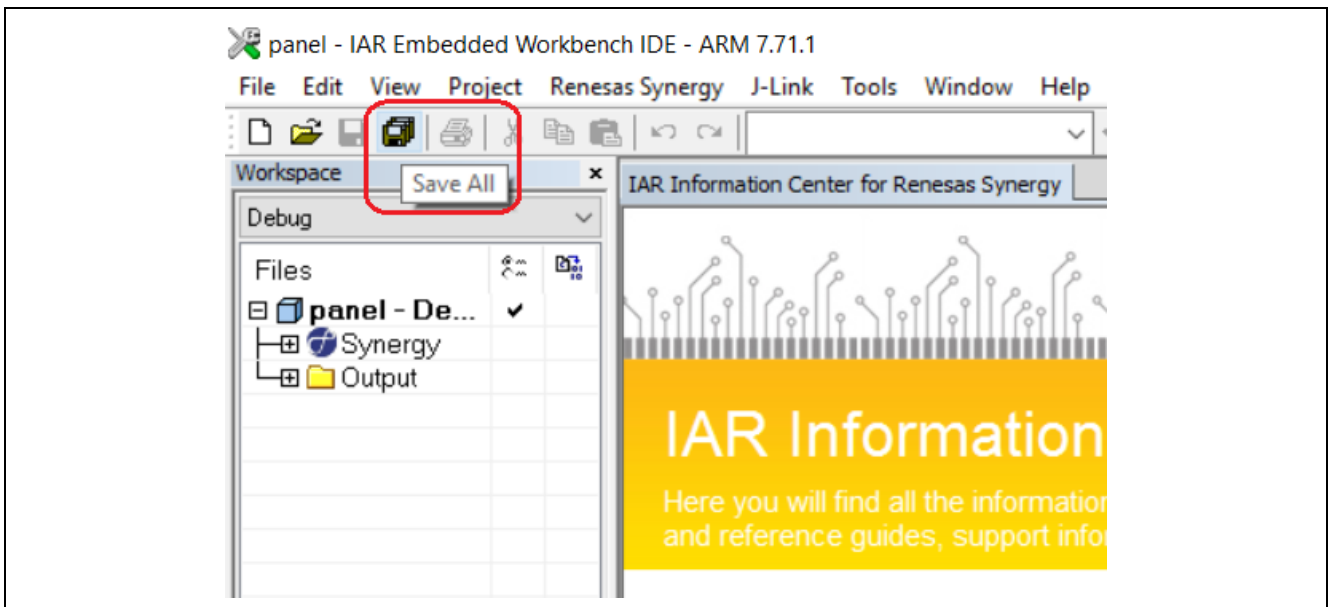 panel - IAR Embedded Workbench IDE - ARM 7.71.1
File Edit View Project Renesas Synergy J-Link Tools Window Help
Workspace
Save All
IAR Information Center for Renesas Synergy
Debug
Files
panel - De...
Synergy
Output
IAR Information
Here you will find all the information
and reference guides, support info